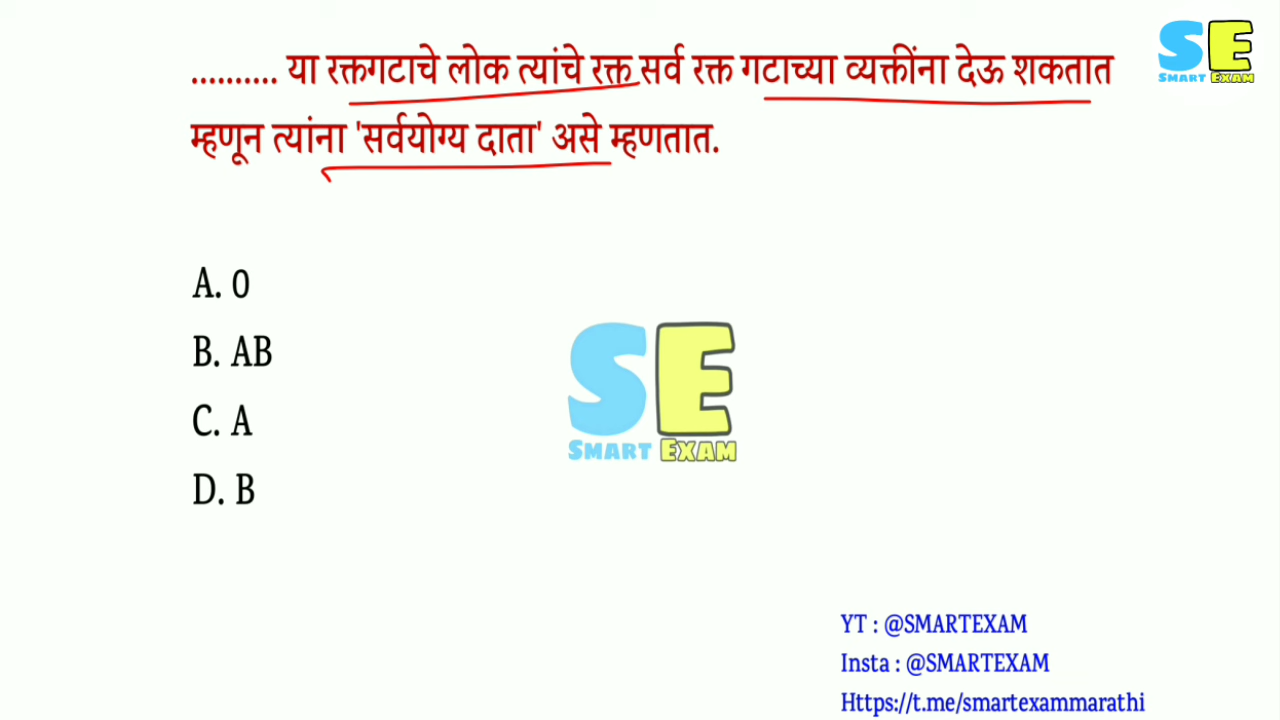 SE
SMART EXAM
.......... या रक्तगटाचे लोक त्यांचे रक्त सर्व रक्त गटाच्या व्यक्तींना देऊ शकतात
म्हणून त्यांना 'सर्वयोग्य दाता' असे म्हणतात.
A. 0
B. AB
C. A
D. B
SE
SMART EXAM
YT : @SMARTEXAM
Insta : @SMARTEXAM
Https://t.me/smartexammarathi